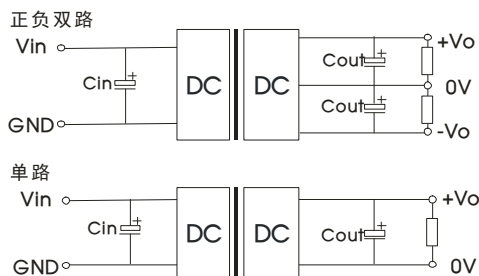 正负双路
Vin
+Vo
Cout
Cin
DC
DC
0V
Cout
GND
-Vo
单路
Vin
+Vo
Cin
DC
DC
Cout
GND
0V